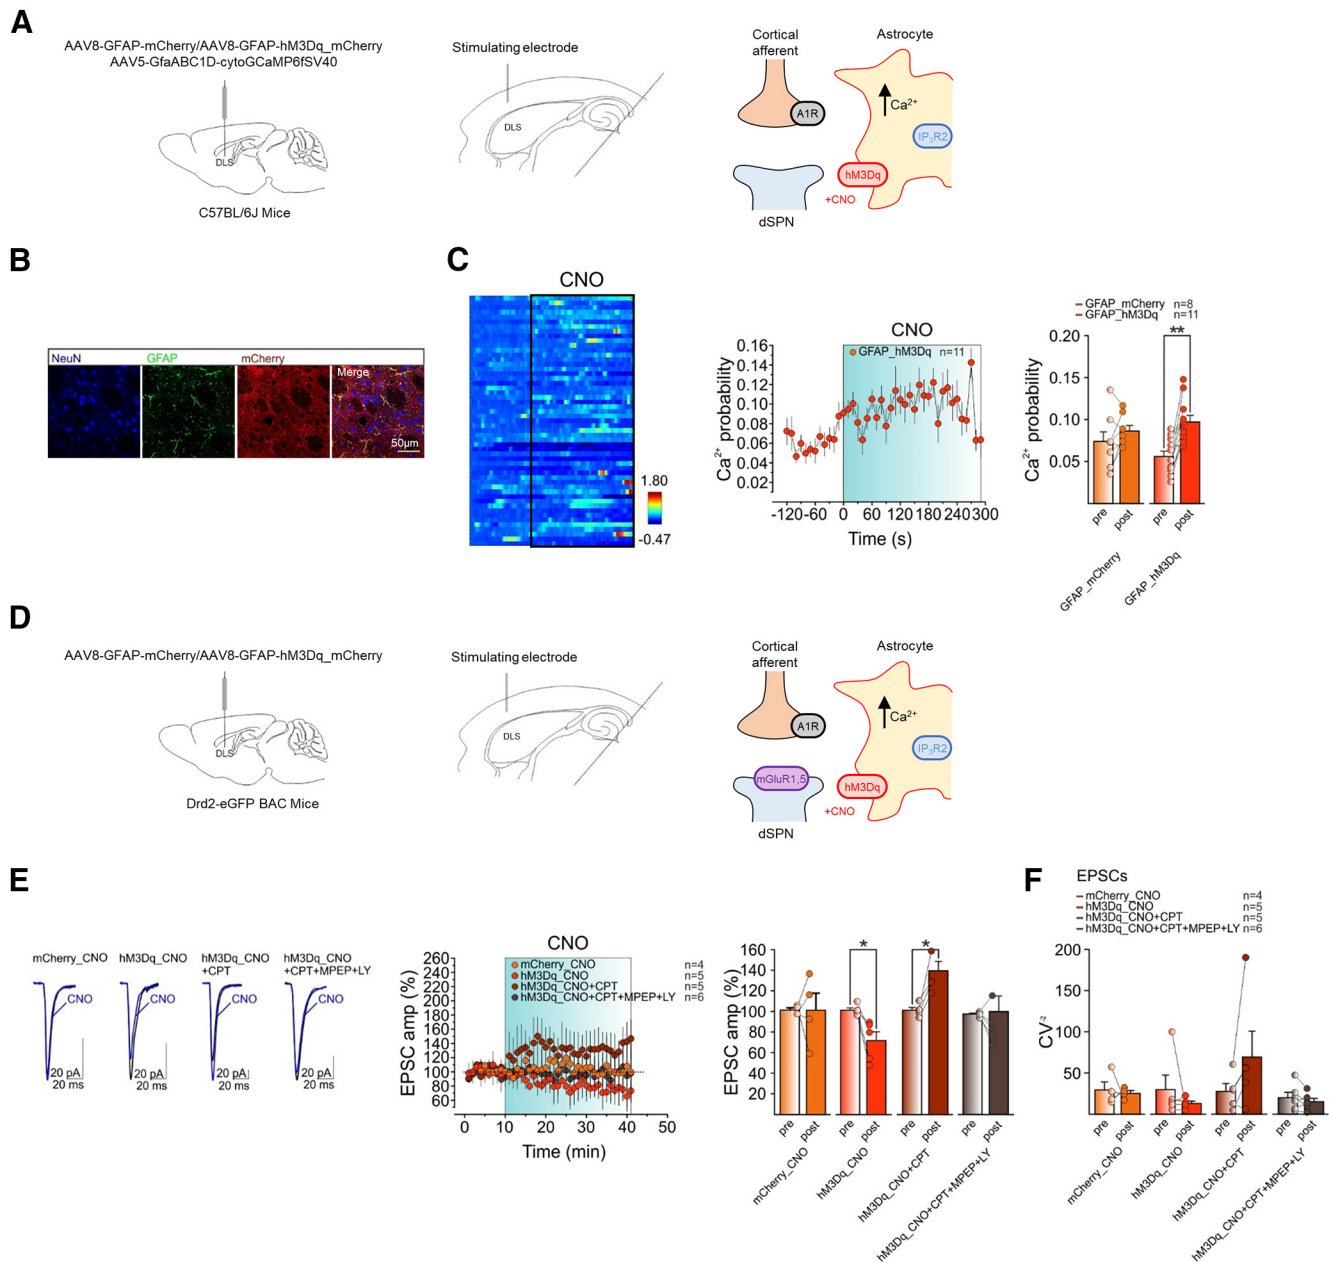 A
AAV8-GFAP-mCherry/AAV8-GFAP-hM3Dq_mCherry
AAV5-GfaABC1D-cytoGCaMP6fSV40
DLS
C57BL/6J Mice
Stimulating electrode
DLS
Cortical
afferent
Astrocyte
A1R
Ca2+
IP3R2
hM3Dq
+CNO
dSPN
B
NeuN
GFAP
mCherry
Merge
50µm
C
CNO
1.80
-0.47
CNO
GFAP_hM3Dq n=11
Ca2+ probability
0.16
0.14
0.12
0.10
0.08
0.06
0.04
0.02
-120 -60 0 60 120 180 240 300
Time (s)
GFAP_mCherry n=8
GFAP_hM3Dq n=11
**
Ca2+ probability
0.20
0.15
0.10
0.05
pre
post
pre
post
GFAP_mCherry
GFAP_hM3Dq
D
AAV8-GFAP-mCherry/AAV8-GFAP-hM3Dq_mCherry
DLS
Drd2-eGFP BAC Mice
Stimulating electrode
DLS
Cortical
afferent
Astrocyte
A1R
Ca2+
IP3R2
mGluR1,5
hM3Dq
+CNO
dSPN
E
mCherry_CNO
CNO
20 pA
20 ms
hM3Dq_CNO
CNO
20 pA
20 ms
hM3Dq_CNO
+CPT
CNO
20 pA
20 ms
hM3Dq_CNO
+CPT+MPEP+LY
CNO
20 pA
20 ms
CNO
mCherry_CNO n=4
hM3Dq_CNO n=5
hM3Dq_CNO+CPT n=5
hM3Dq_CNO+CPT+MPEP+LY n=6
EPSC amp (%)
260
240
220
200
180
160
140
120
100
80
60
0 10 20 30 40 50
Time (min)
EPSC amp (%)
160
140
120
100
80
60
40
20
*
*
pre
post
pre
post
pre
post
pre
post
mCherry_CNO
hM3Dq_CNO
hM3Dq_CNO+CPT
hM3Dq_CNO+CPT+MPEP+LY
F
EPSCs
mCherry_CNO n=4
hM3Dq_CNO n=5
hM3Dq_CNO+CPT n=5
hM3Dq_CNO+CPT+MPEP+LY n=6
CV-2
200
150
100
50
pre
post
pre
post
pre
post
pre
post
mCherry_CNO
hM3Dq_CNO
hM3Dq_CNO+CPT
hM3Dq_CNO+CPT+MPEP+LY